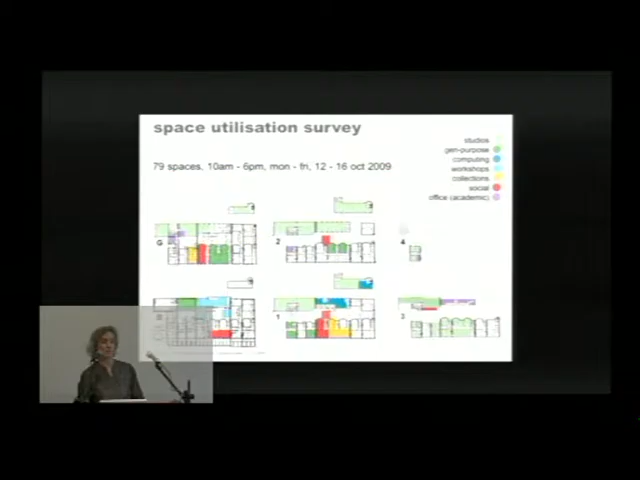 space utilisation survey
79 spaces, 10am - 6pm, mon - fri, 12 - 16 oct 2009
studios
gen-purpose
computing
workshops
collections
social
office (academic)
G
2
4
1
3